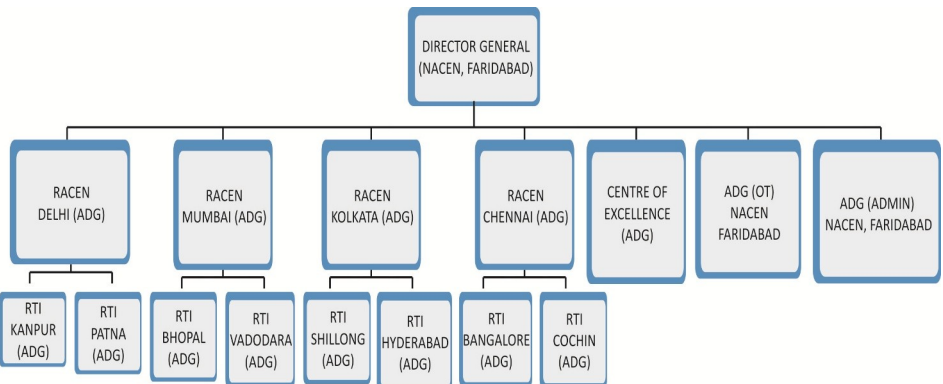 DIRECTOR GENERAL
(NACEN, FARIDABAD)
RACEN
DELHI (ADG)
RACEN
MUMBAI (ADG)
RACEN
KOLKATA (ADG)
RACEN
CHENNAI (ADG)
CENTRE OF
EXCELLENCE
(ADG)
ADG (OT)
NACEN
FARIDABAD
ADG (ADMIN)
NACEN, FARIDABAD
RTI
KANPUR
(ADG)
RTI
PATNA
(ADG)
RTI
BHOPAL
(ADG)
RTI
VADODARA
(ADG)
RTI
SHILLONG
(ADG)
RTI
HYDERABAD
(ADG)
RTI
BANGALORE
(ADG)
RTI
COCHIN
(ADG)